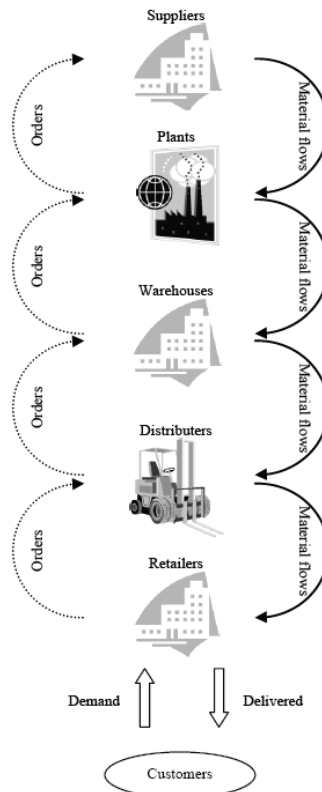 Suppliers
Orders
Material flows
Plants
Orders
Material flows
Warehouses
Orders
Material flows
Distributers
Orders
Material flows
Retailers
Demand
Delivered
Customers